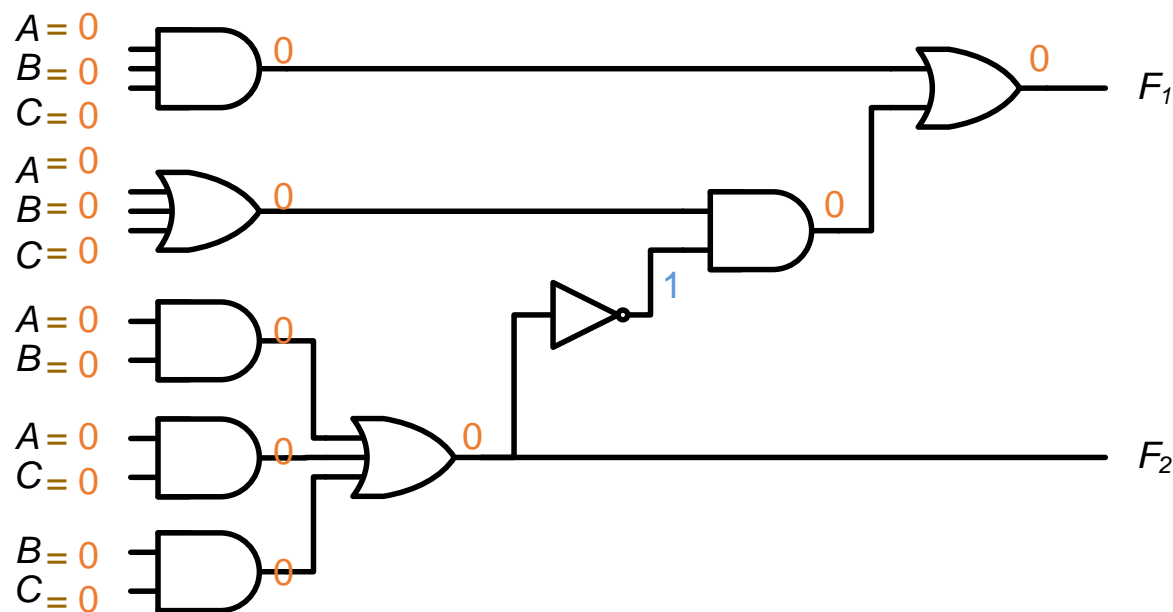 A = 0
0
0
B = 0
F1
C = 0
A = 0
0
B = 0
0
C = 0
1
A = 0
0
B = 0
A = 0
0
0
F2
C = 0
B = 0
0
C = 0